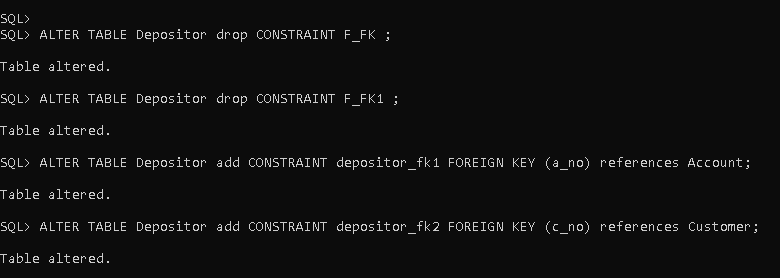 SQL>
SQL> ALTER TABLE Depositor drop CONSTRAINT F_FK ;
Table altered.
SQL> ALTER TABLE Depositor drop CONSTRAINT F_FK1 ;
Table altered.
SQL> ALTER TABLE Depositor add CONSTRAINT depositor_fk1 FOREIGN KEY (a_no) references Account;
Table altered.
SQL> ALTER TABLE Depositor add CONSTRAINT depositor_fk2 FOREIGN KEY (c_no) references Customer;
Table altered.